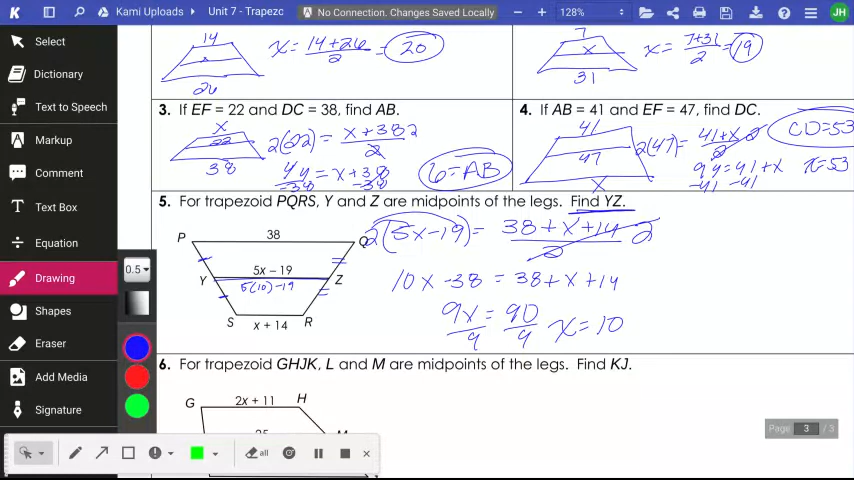 K Kami Uploads > Unit 7 - Trapezo No Connection. Changes Saved Locally - + 128% JH
Select
Dictionary
Text to Speech
Markup
Comment
Text Box
Equation
Drawing
Shapes
Eraser
Add Media
Signature
0.5
14
x
26
x = 14+26 / 2 = 20
7
x
31
x = 7+31 / 2 = 19
3. If EF = 22 and DC = 38, find AB.
x
22
38
2(22) = x+38 2 / 2
44 = x+38
-38 -38
6=AB
4. If AB = 41 and EF = 47, find DC.
41
47
x
2(47) = 41+x 2 / 2
94 = 41+x
-41 -41
CD=53
x=53
5. For trapezoid PQRS, Y and Z are midpoints of the legs. Find YZ.
P 38 Q
Y 5x – 19 Z
5(10)-19
S x + 14 R
2(5x-19) = 38+x+14 2 / 2
10x-38 = 38+x+14
9x = 90
9 9
x=10
6. For trapezoid GHJK, L and M are midpoints of the legs. Find KJ.
G 2x + 11 H
Page 3 / 3
all